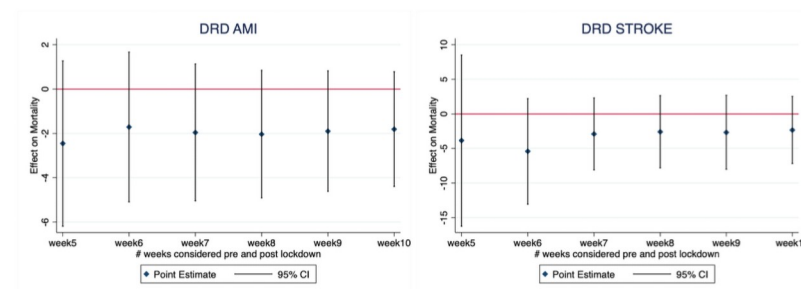 DRD AMI
Effect on Mortality
2
0
-2
-4
-6
week5 week6 week7 week8 week9 week10
# weeks considered pre and post lockdown
Point Estimate 95% CI
DRD STROKE
Effect on Mortality
10
5
0
-5
-10
-15
week5 week6 week7 week8 week9 week1
# weeks considered pre and post lockdown
Point Estimate 95% CI